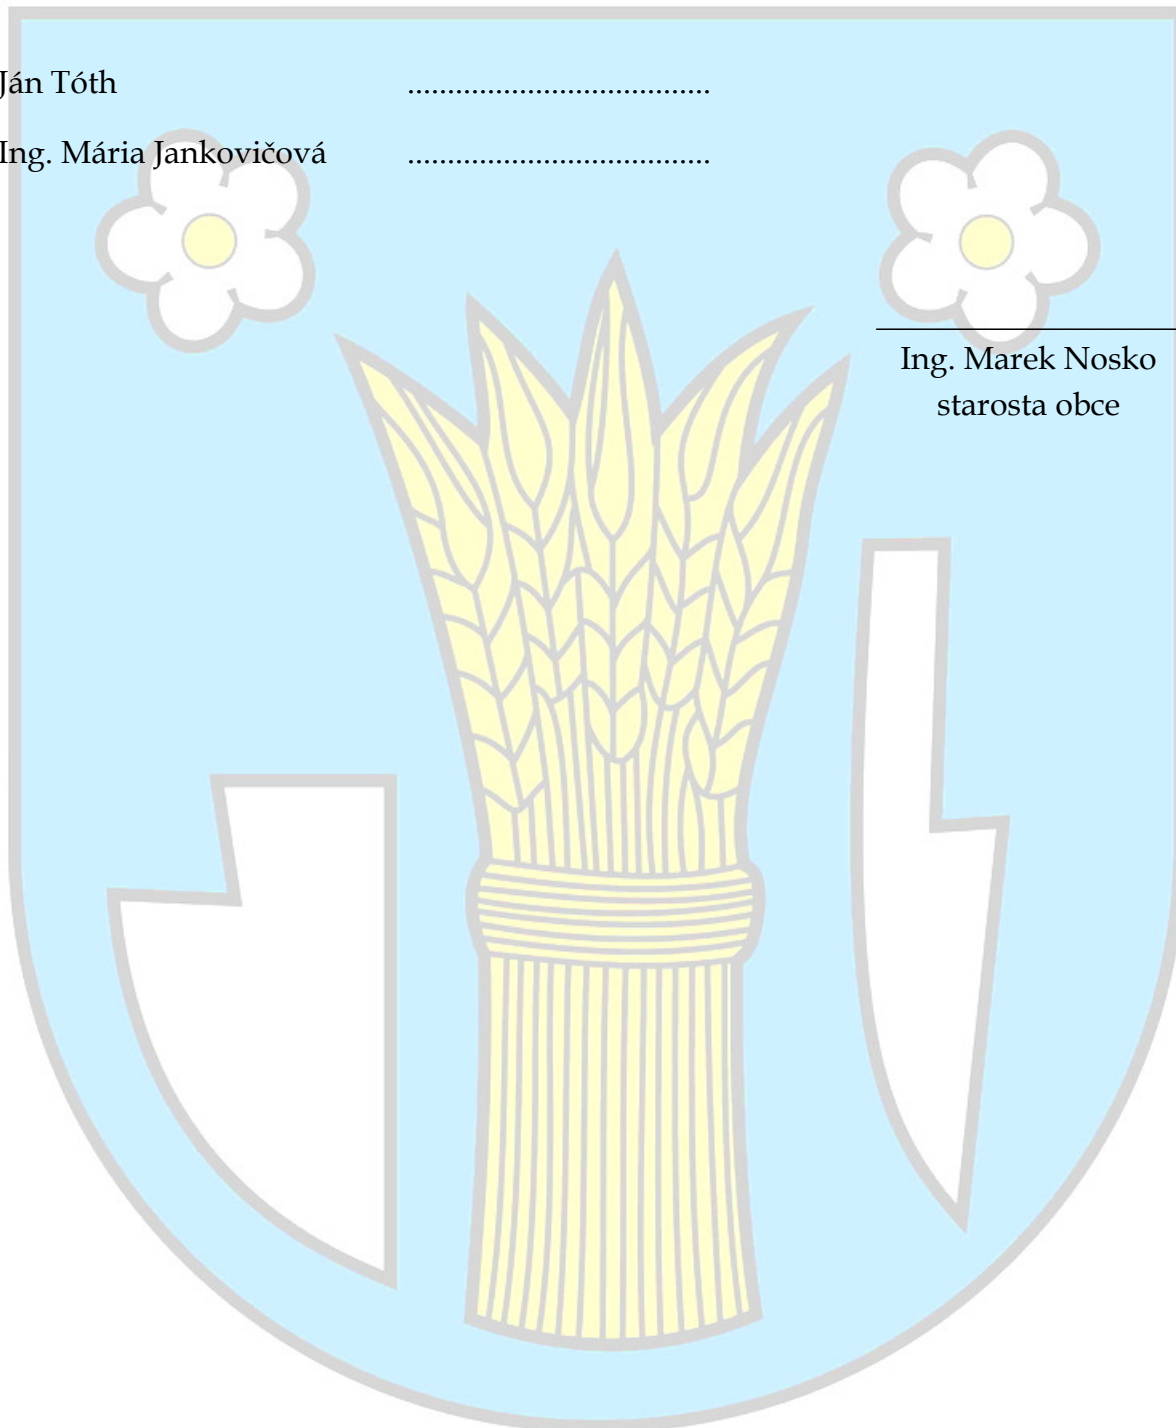 Ján Tóth ......................................
Ing. Mária Jankovičová ......................................
Ing. Marek Nosko
starosta obce